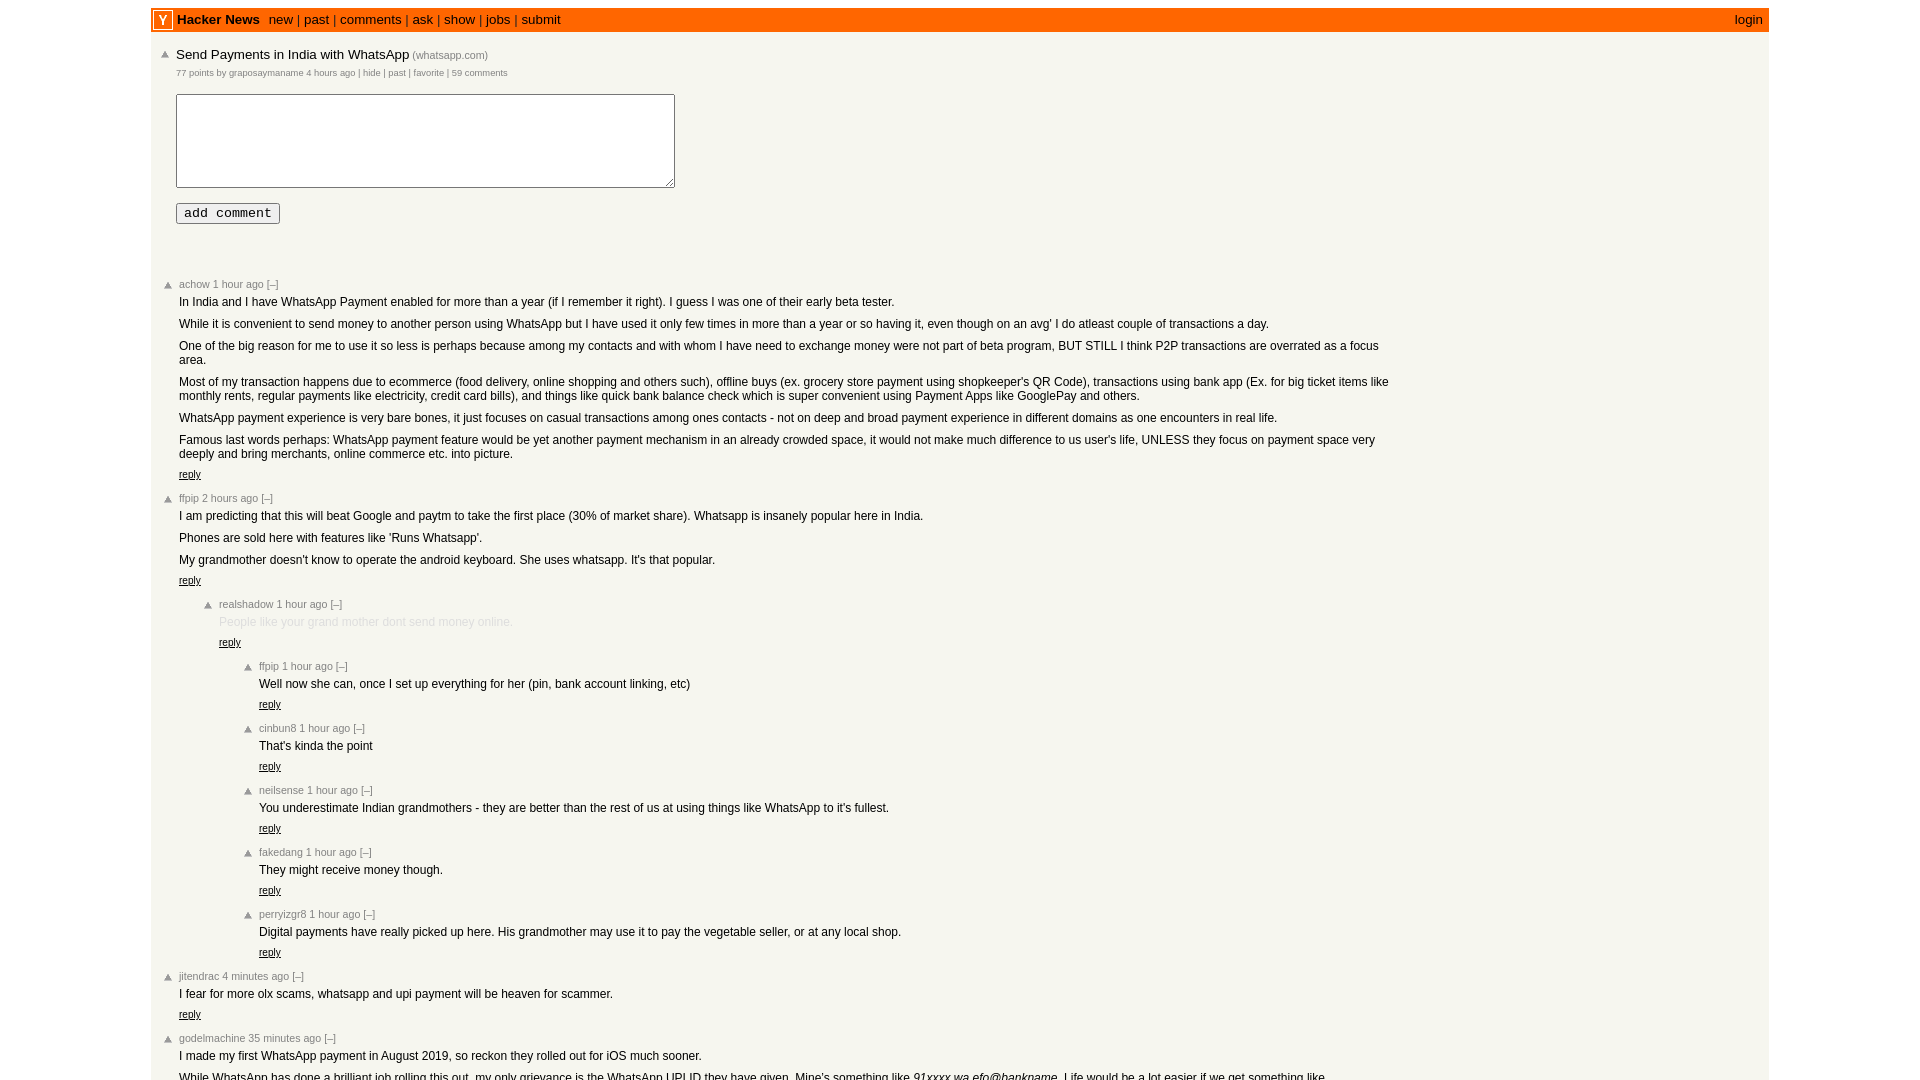 Y Hacker News new | past | comments | ask | show | jobs | submit login
Send Payments in India with WhatsApp (whatsapp.com)
77 points by graposaymaname 4 hours ago | hide | past | favorite | 59 comments
add comment
achow 1 hour ago [–]
In India and I have WhatsApp Payment enabled for more than a year (if I remember it right). I guess I was one of their early beta tester.
While it is convenient to send money to another person using WhatsApp but I have used it only few times in more than a year or so having it, even though on an avg' I do atleast couple of transactions a day.
One of the big reason for me to use it so less is perhaps because among my contacts and with whom I have need to exchange money were not part of beta program, BUT STILL I think P2P transactions are overrated as a focus
area.
Most of my transaction happens due to ecommerce (food delivery, online shopping and others such), offline buys (ex. grocery store payment using shopkeeper's QR Code), transactions using bank app (Ex. for big ticket items like
monthly rents, regular payments like electricity, credit card bills), and things like quick bank balance check which is super convenient using Payment Apps like GooglePay and others.
WhatsApp payment experience is very bare bones, it just focuses on casual transactions among ones contacts - not on deep and broad payment experience in different domains as one encounters in real life.
Famous last words perhaps: WhatsApp payment feature would be yet another payment mechanism in an already crowded space, it would not make much difference to us user's life, UNLESS they focus on payment space very
deeply and bring merchants, online commerce etc. into picture.
reply
ffpip 2 hours ago [–]
I am predicting that this will beat Google and paytm to take the first place (30% of market share). Whatsapp is insanely popular here in India.
Phones are sold here with features like 'Runs Whatsapp'.
My grandmother doesn't know to operate the android keyboard. She uses whatsapp. It's that popular.
reply
realshadow 1 hour ago [–]
People like your grand mother dont send money online.
reply
ffpip 1 hour ago [–]
Well now she can, once I set up everything for her (pin, bank account linking, etc)
reply
cinbun8 1 hour ago [–]
That's kinda the point
reply
neilsense 1 hour ago [–]
You underestimate Indian grandmothers - they are better than the rest of us at using things like WhatsApp to it's fullest.
reply
fakedang 1 hour ago [–]
They might receive money though.
reply
perryizgr8 1 hour ago [–]
Digital payments have really picked up here. His grandmother may use it to pay the vegetable seller, or at any local shop.
reply
jitendrac 4 minutes ago [–]
I fear for more olx scams, whatsapp and upi payment will be heaven for scammer.
reply
godelmachine 35 minutes ago [–]
I made my first WhatsApp payment in August 2019, so reckon they rolled out for iOS much sooner.
While WhatsApp has done a brilliant job rolling this out, my only grievance is the WhatsApp UPI ID they have given. Mine's something like 91xxxx.wa.efo@bankname. Life would be a lot easier if we get something like